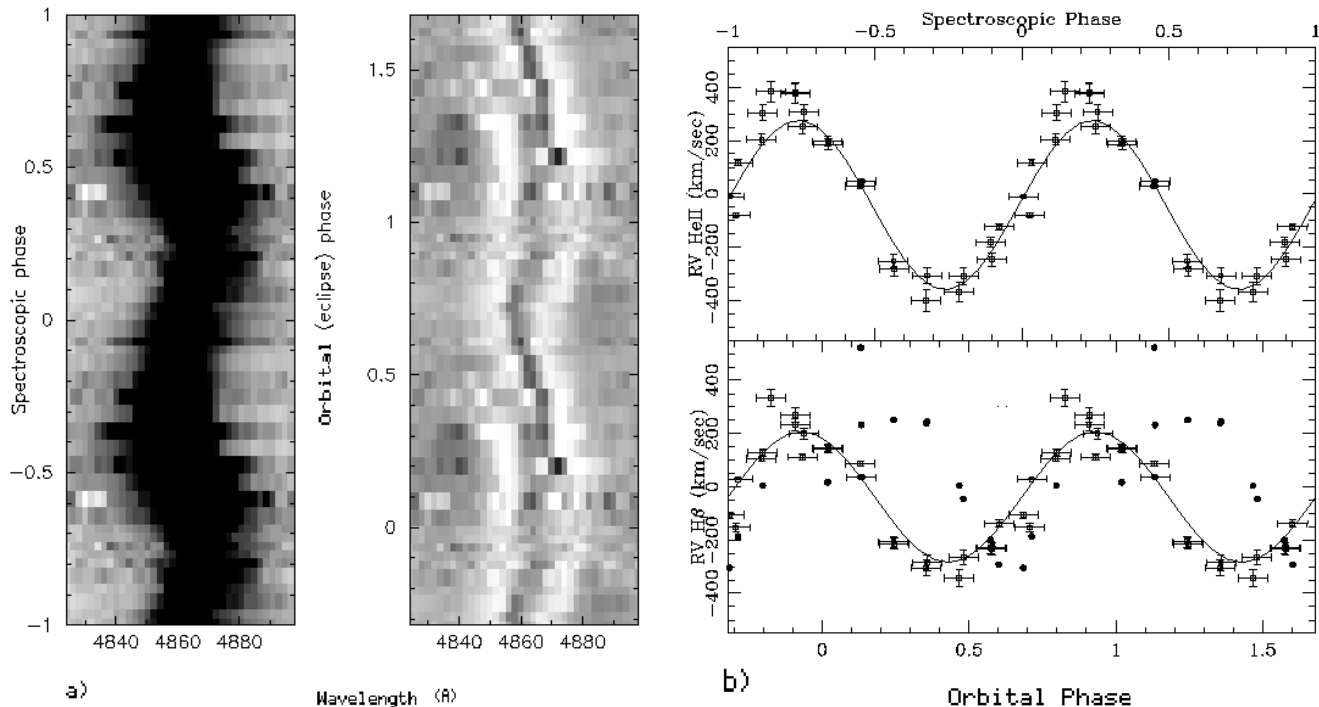 1
0.5
0
−0.5
−1
Spectroscopic phase
4840 4860 4880
a)
1.5
1
0.5
0
Orbital (eclipse) phase
4840 4860 4880
Wavelength (A)
Spectroscopic Phase
−1 −0.5 0 0.5 1
RV HeII (km/sec)
400
200
0
−200
−400
RV Hβ (km/sec)
400
200
0
−200
−400
0 0.5 1 1.5
b)
Orbital Phase